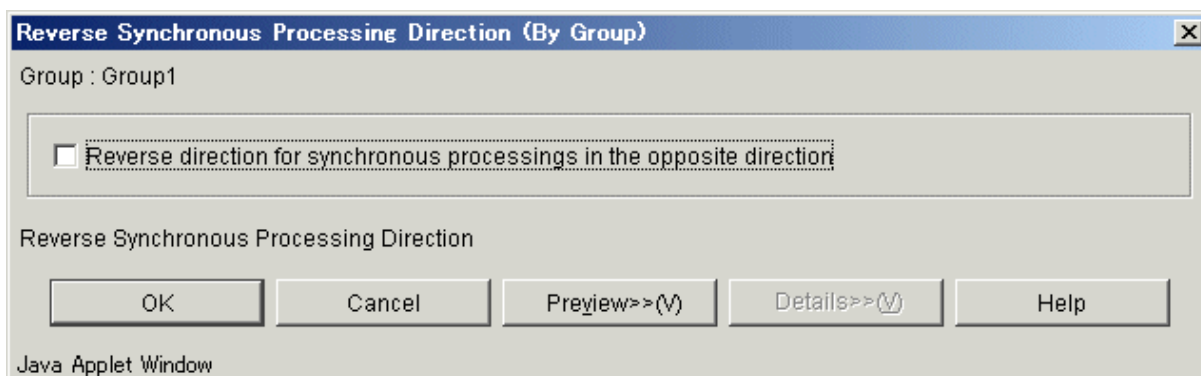 Reverse Synchronous Processing Direction (By Group)
Group : Group1
Reverse direction for synchronous processings in the opposite direction
Reverse Synchronous Processing Direction
OK Cancel Preview>>(V) Details>>(V) Help
Java Applet Window